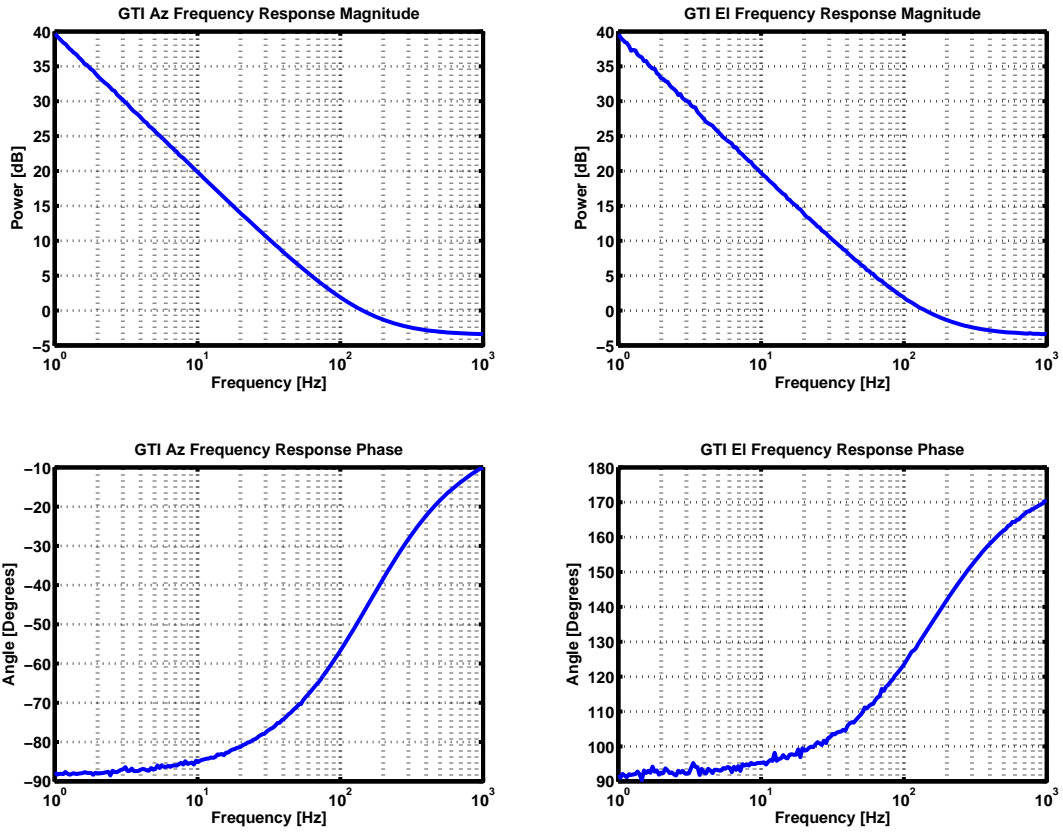 GTI Az Frequency Response Magnitude
40
35
30
25
20
15
10
5
0
−5
Power [dB]
10^0 10^1 10^2 10^3
Frequency [Hz]
GTI El Frequency Response Magnitude
40
35
30
25
20
15
10
5
0
−5
Power [dB]
10^0 10^1 10^2 10^3
Frequency [Hz]
GTI Az Frequency Response Phase
−10
−20
−30
−40
−50
−60
−70
−80
−90
Angle [Degrees]
10^0 10^1 10^2 10^3
Frequency [Hz]
GTI El Frequency Response Phase
180
170
160
150
140
130
120
110
100
90
Angle [Degrees]
10^0 10^1 10^2 10^3
Frequency [Hz]